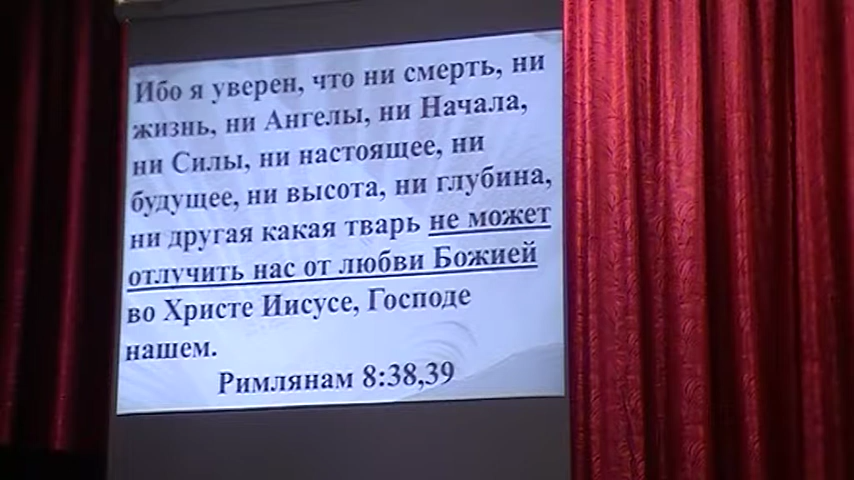 Ибо я уверен, что ни смерть, ни
жизнь, ни Ангелы, ни Начала,
ни Силы, ни настоящее, ни
будущее, ни высота, ни глубина,
ни другая какая тварь не может
отлучить нас от любви Божией
во Христе Иисусе, Господе
нашем.
Римлянам 8:38,39